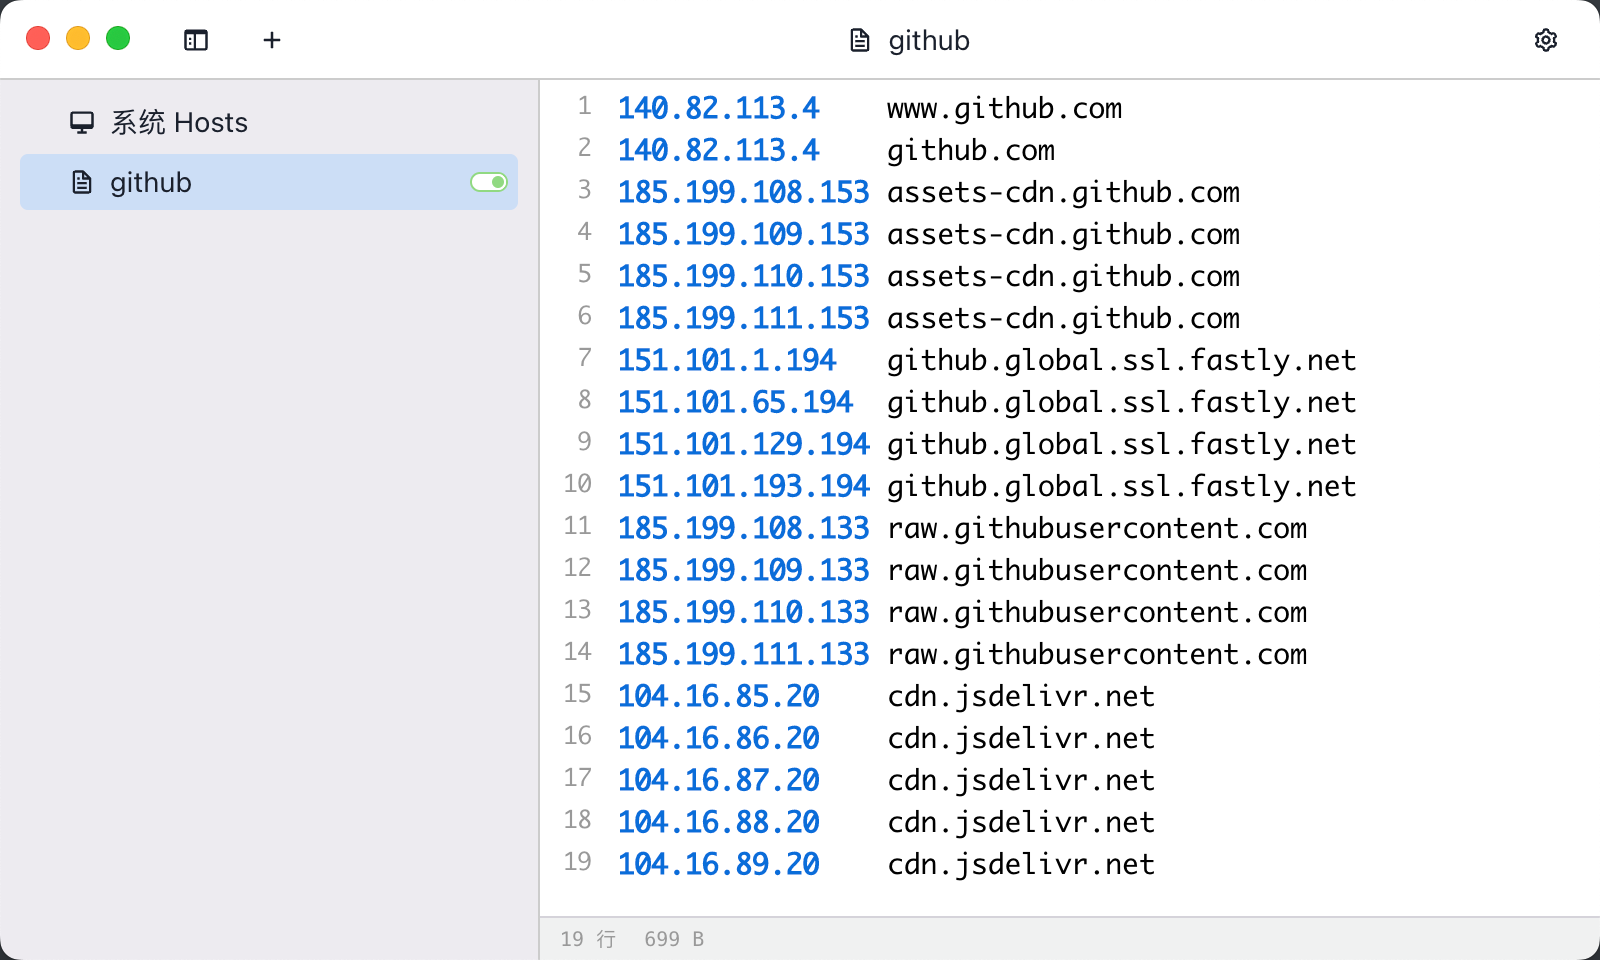 github
系统 Hosts
github
1 140.82.113.4 www.github.com
2 140.82.113.4 github.com
3 185.199.108.153 assets-cdn.github.com
4 185.199.109.153 assets-cdn.github.com
5 185.199.110.153 assets-cdn.github.com
6 185.199.111.153 assets-cdn.github.com
7 151.101.1.194 github.global.ssl.fastly.net
8 151.101.65.194 github.global.ssl.fastly.net
9 151.101.129.194 github.global.ssl.fastly.net
10 151.101.193.194 github.global.ssl.fastly.net
11 185.199.108.133 raw.githubusercontent.com
12 185.199.109.133 raw.githubusercontent.com
13 185.199.110.133 raw.githubusercontent.com
14 185.199.111.133 raw.githubusercontent.com
15 104.16.85.20 cdn.jsdelivr.net
16 104.16.86.20 cdn.jsdelivr.net
17 104.16.87.20 cdn.jsdelivr.net
18 104.16.88.20 cdn.jsdelivr.net
19 104.16.89.20 cdn.jsdelivr.net
19 行 699 B